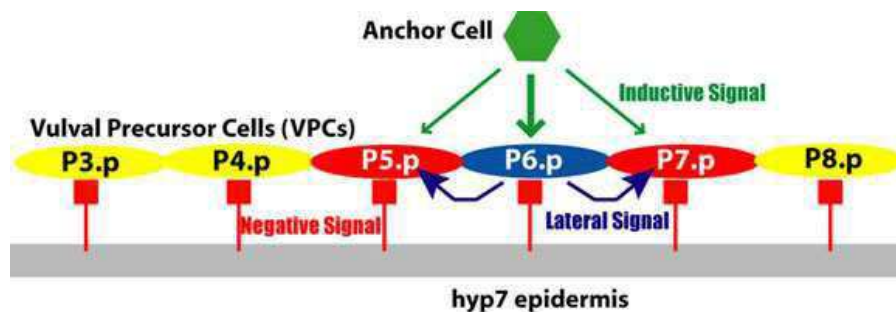 Anchor Cell
Inductive Signal
Vulval Precursor Cells (VPCs)
P3.p P4.p P5.p P6.p P7.p P8.p
Negative Signal Lateral Signal
hyp7 epidermis